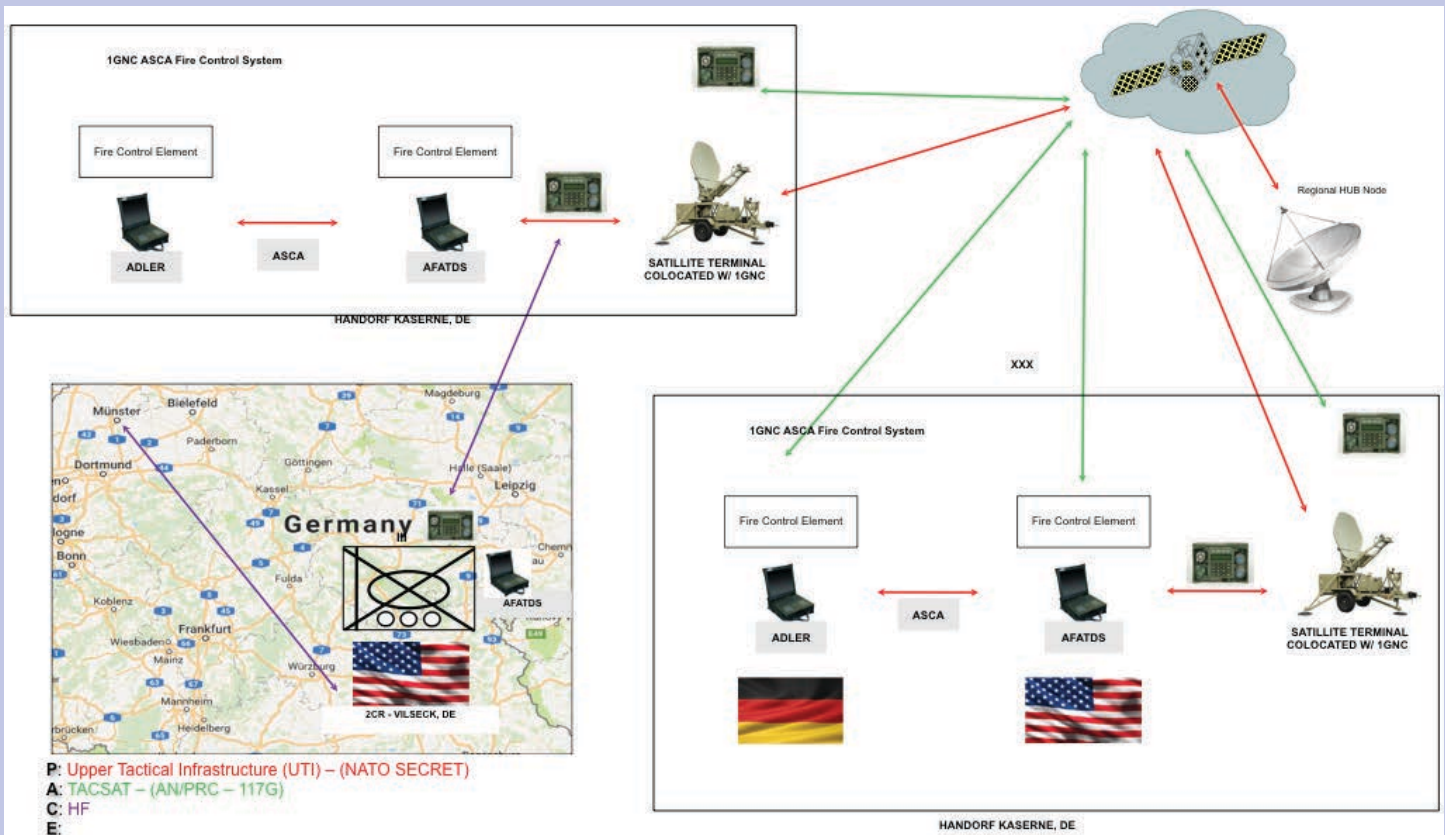 1GNC ASCA Fire Control System
Fire Control Element
Fire Control Element
ADLER
ASCA
AFATDS
SATILLITE TERMINAL
COLOCATED W/ 1GNC
HANDORF KASERNE, DE
Regional HUB Node
XXX
Münster
Bielefeld
Magdeburg
Paderborn
Dortmund
Göttingen
Halle (Saale)
Leipzig
Kassel
Germany
III
Bonn
Fulda
AFATDS
Koblenz
Frankfurt
Wiesbaden
Mainz
Würzburg
Mannheim
Heidelberg
2CR - VILSECK, DE
P: Upper Tactical Infrastructure (UTI) – (NATO SECRET)
A: TACSAT – (AN/PRC – 117G)
C: HF
E:
1GNC ASCA Fire Control System
Fire Control Element
Fire Control Element
ADLER
ASCA
AFATDS
SATILLITE TERMINAL
COLOCATED W/ 1GNC
HANDORF KASERNE, DE